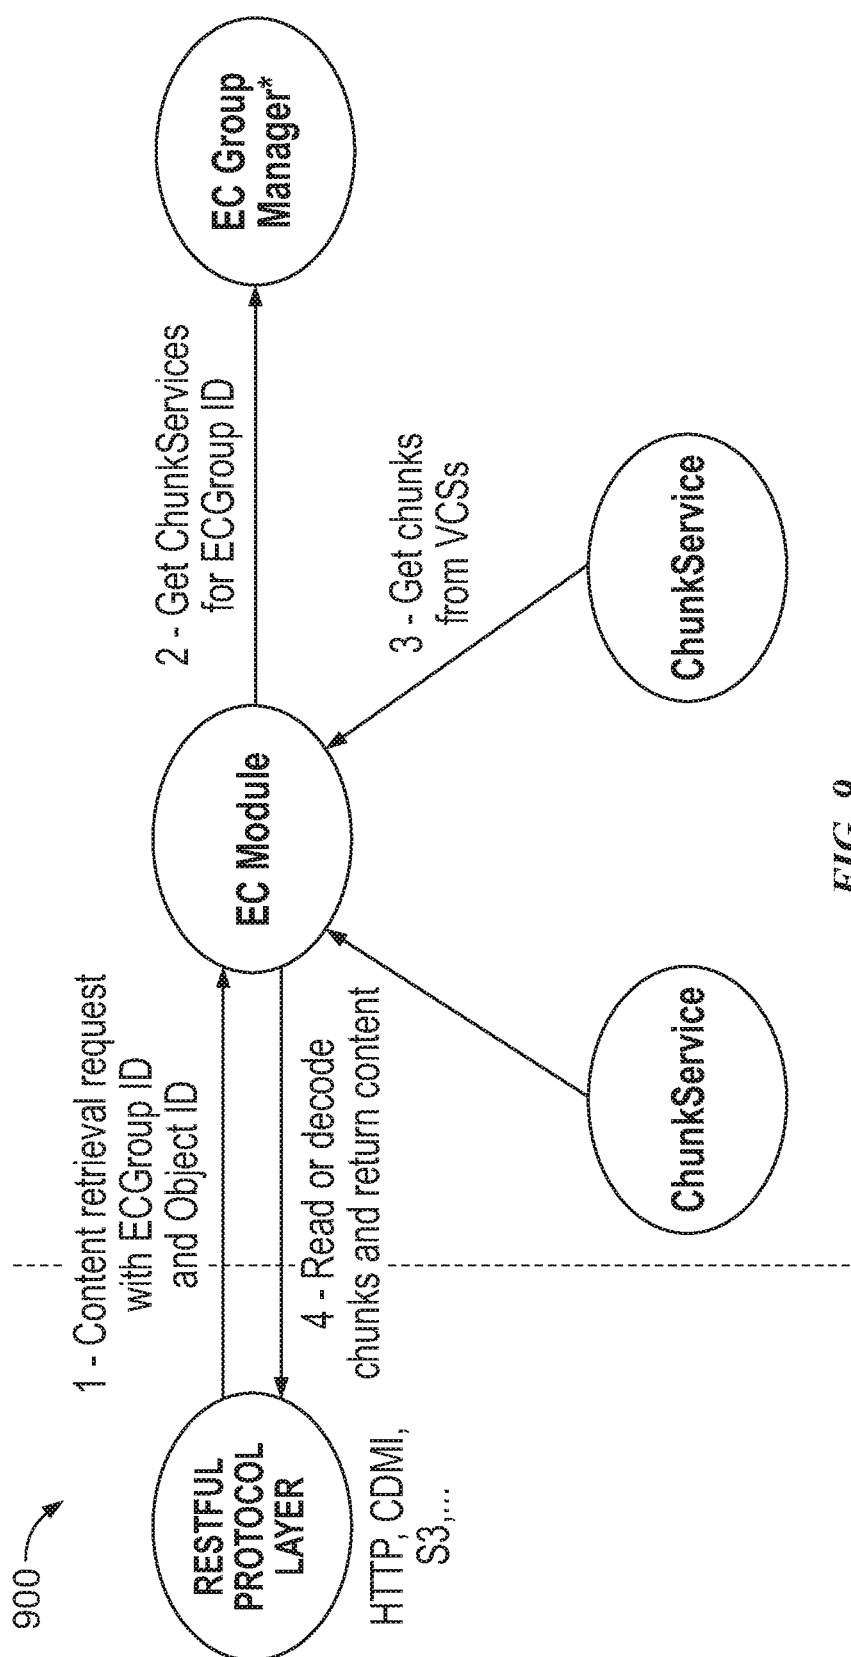 900
RESTFUL
PROTOCOL
LAYER
HTTP, CDMI,
S3,...
1 - Content retrieval request
with ECGroup ID
and Object ID
4 - Read or decode
chunks and return content
EC Module
2 - Get ChunkServices
for ECGroup ID
EC Group
Manager*
3 - Get chunks
from VCSs
ChunkService
ChunkService
FIG. 9